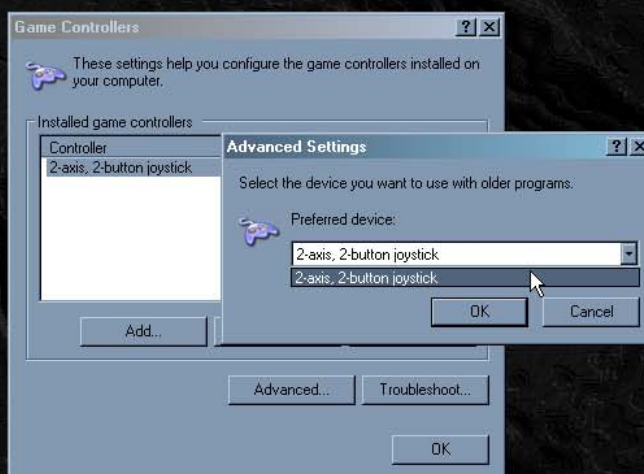 Game Controllers
These settings help you configure the game controllers installed on
your computer.
Installed game controllers
Controller
2-axis, 2-button joystick
Advanced Settings
Select the device you want to use with older programs.
Preferred device:
2-axis, 2-button joystick
2-axis, 2-button joystick
OK
Cancel
Add...
Advanced...
Troubleshoot...
OK